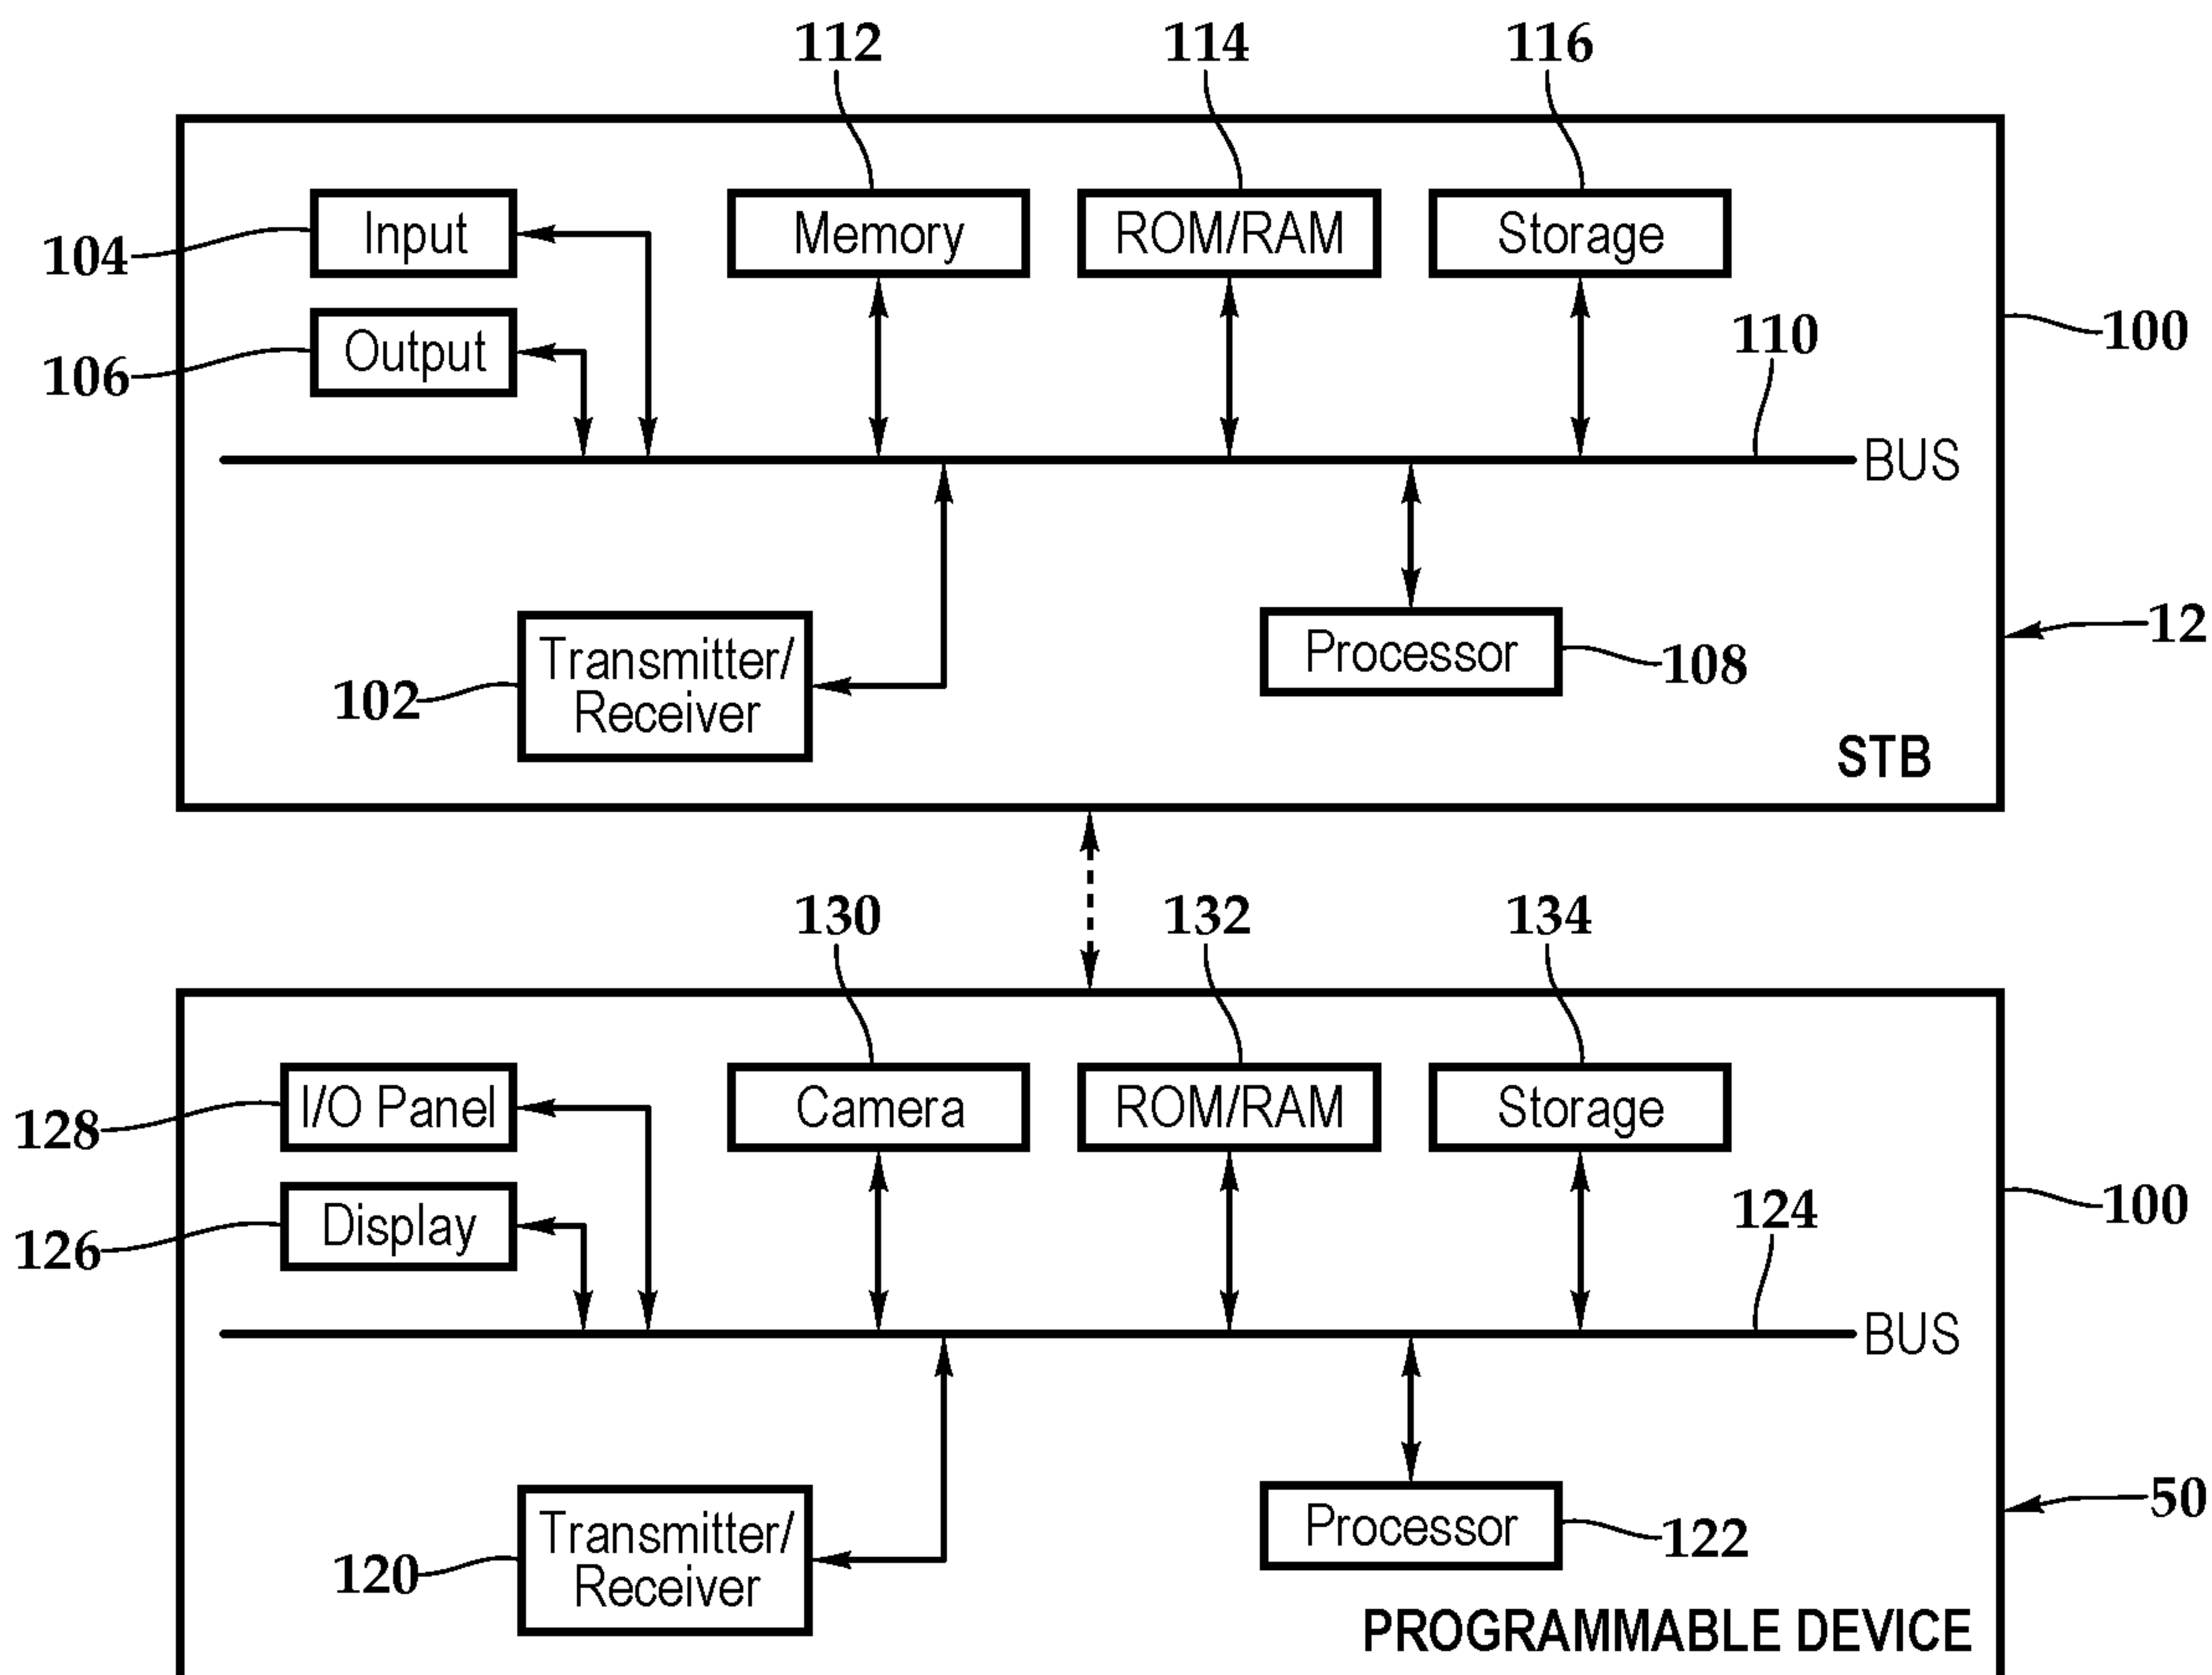 112
114
116
Input
Memory
ROM/RAM
Storage
104
Output
106
110
100
BUS
12
Transmitter/
Receiver
102
Processor
108
STB
130
132
134
I/O Panel
Camera
ROM/RAM
Storage
128
Display
126
124
100
BUS
50
Transmitter/
Receiver
120
Processor
122
PROGRAMMABLE DEVICE